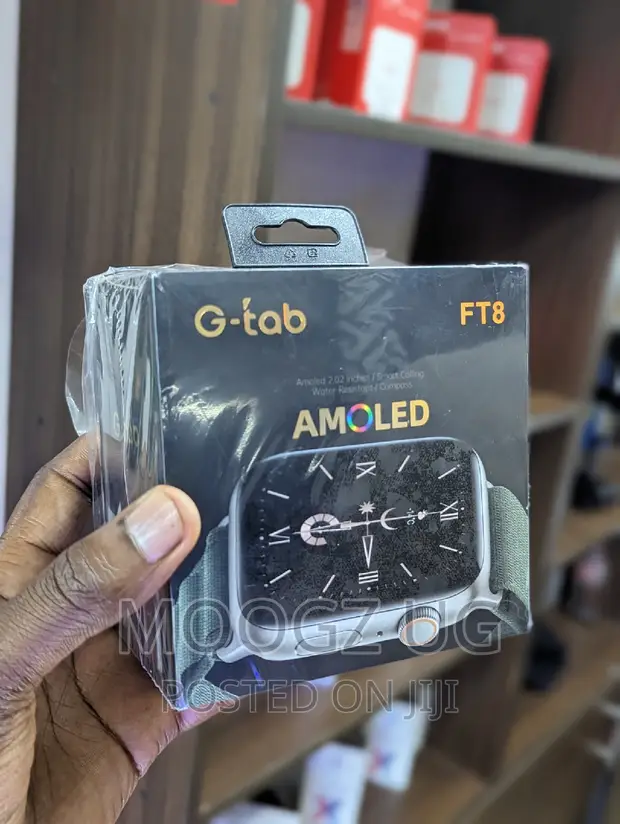 G-tab
FT8
Amoled 2.02 inches / Smart Calling
Water Resistant / Compass
AMOLED
MOOGZ UG
POSTED ON JIJI